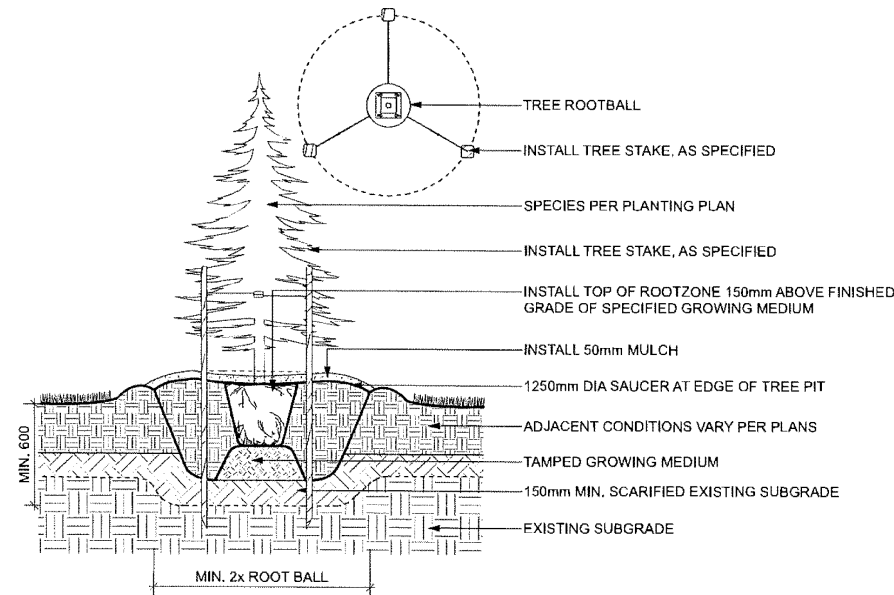 TREE ROOTBALL
INSTALL TREE STAKE, AS SPECIFIED
SPECIES PER PLANTING PLAN
INSTALL TREE STAKE, AS SPECIFIED
INSTALL TOP OF ROOTZONE 150mm ABOVE FINISHED
GRADE OF SPECIFIED GROWING MEDIUM
INSTALL 50mm MULCH
1250mm DIA SAUCER AT EDGE OF TREE PIT
ADJACENT CONDITIONS VARY PER PLANS
TAMPED GROWING MEDIUM
150mm MIN, SCARIFIED EXISTING SUBGRADE
EXISTING SUBGRADE
MIN. 600
MIN. 2x ROOT BALL